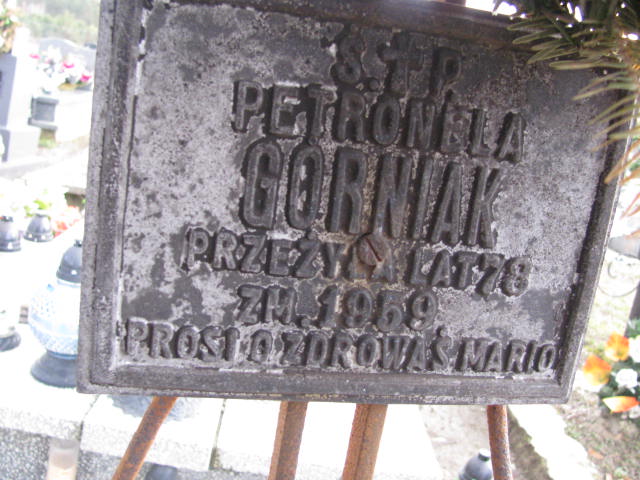 Ś.✝P.
PETRONELA
GÓRNIAK
PRZEŻYŁA LAT 78
ZM. 1959
PROSI O ZDROWAŚ MARIO